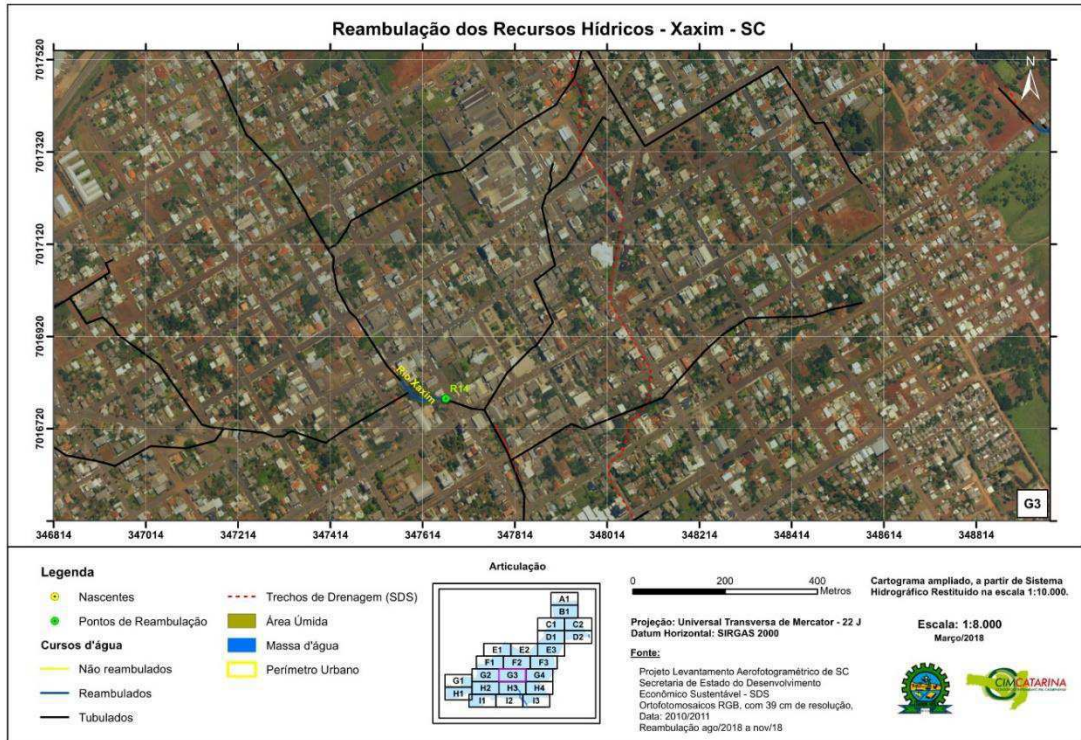 Reambulação dos Recursos Hídricos - Xaxim - SC
7017520
7017320
7017120
7016920
7016720
N
Rio Xaxim
R14
G3
346814 347014 347214 347414 347614 347814 348014 348214 348414 348614 348814
Legenda
Nascentes
Pontos de Reambulação
Cursos d'água
Não reambulados
Reambulados
Tubulados
Trechos de Drenagem (SDS)
Área Úmida
Massa d'água
Perímetro Urbano
Articulação
A1
B1
C1 C2
D1 D2
E1 E2 E3
F1 F2 F3
G1 G2 G3 G4
H1 H2 H3 H4
I1 I2 I3
0 200 400
Metros
Projeção: Universal Transversa de Mercator - 22 J
Datum Horizontal: SIRGAS 2000
Fonte:
Projeto Levantamento Aerofotogramétrico de SC
Secretaria de Estado do Desenvolvimento
Econômico Sustentável - SDS
Ortofotomosaicos RGB, com 39 cm de resolução,
Data: 2010/2011
Reambulação ago/2018 a nov/18
Cartograma ampliado, a partir de Sistema
Hidrográfico Restituido na escala 1:10.000.
Escala: 1:8.000
Março/2018
CIMCATARINA